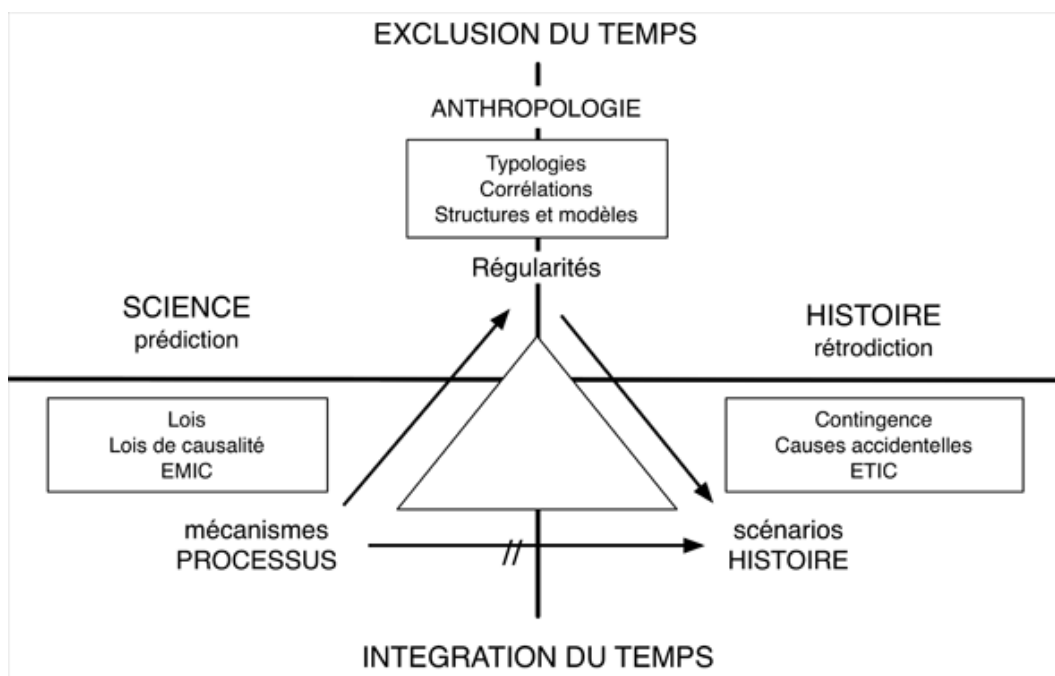 EXCLUSION DU TEMPS
ANTHROPOLOGIE
Typologies
Corrélations
Structures et modèles
Régularités
SCIENCE
prédiction
HISTOIRE
rétrodiction
Lois
Lois de causalité
EMIC
Contingence
Causes accidentelles
ETIC
mécanismes
PROCESSUS
//
scénarios
HISTOIRE
INTEGRATION DU TEMPS